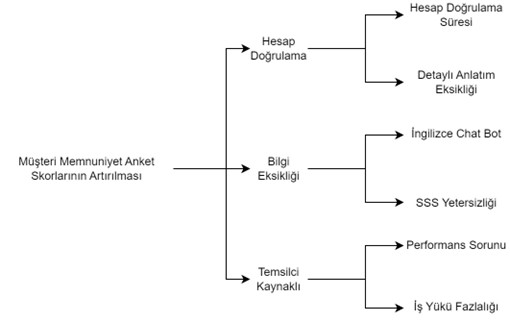 Müşteri Memnuniyet Anket
Skorlarının Artırılması
Hesap
Doğrulama
Hesap Doğrulama
Süresi
Detaylı Anlatım
Eksikliği
Bilgi
Eksikliği
İngilizce Chat Bot
SSS Yetersizliği
Temsilci
Kaynaklı
Performans Sorunu
İş Yükü Fazlalığı